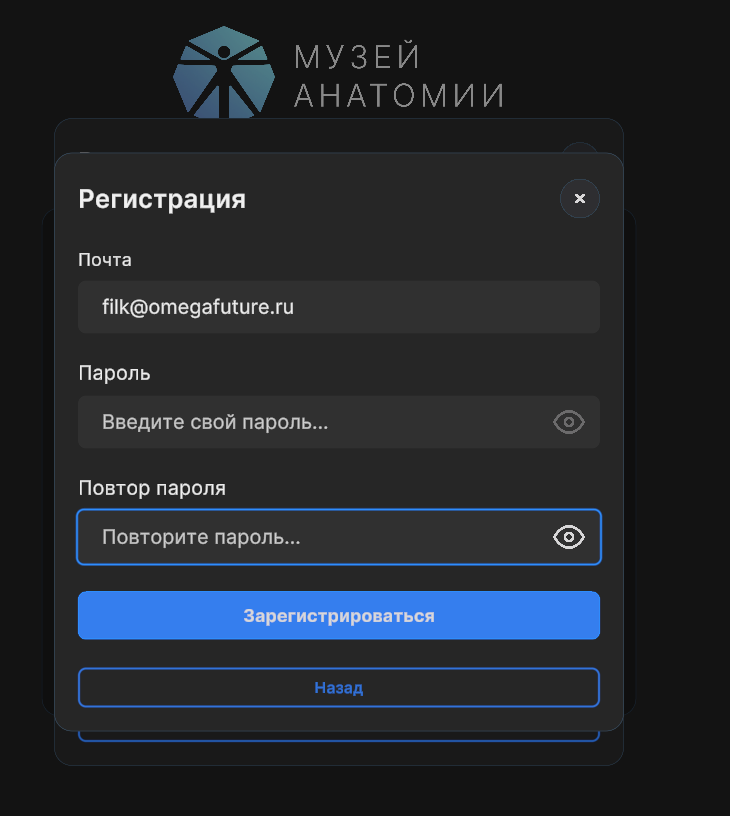 МУЗЕЙ
АНАТОМИИ
Регистрация
Почта
filk@omegafuture.ru
Пароль
Введите свой пароль...
Повтор пароля
Повторите пароль...
Зарегистрироваться
Назад